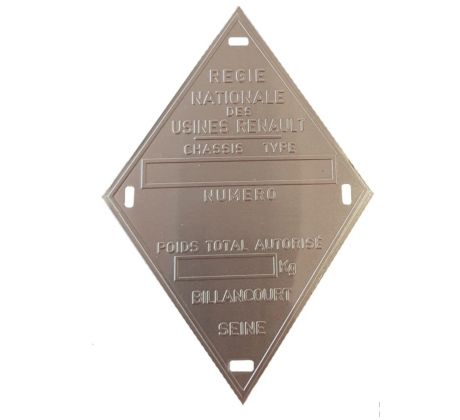 REGIE
NATIONALE
DES
USINES RENAULT
CHASSIS TYPE
NUMERO
POIDS TOTAL AUTORISE
Kg
BILLANCOURT
SEINE